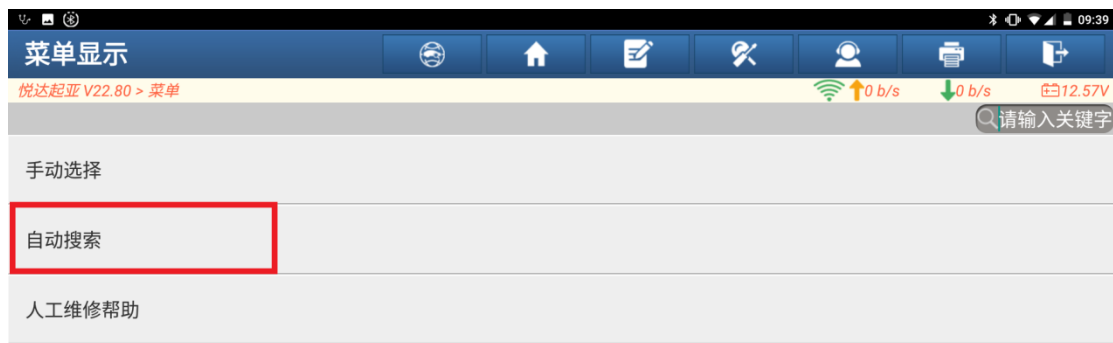 09:39
菜单显示
悦达起亚 V22.80 > 菜单
0 b/s
0 b/s
12.57V
请输入关键字
手动选择
自动搜索
人工维修帮助